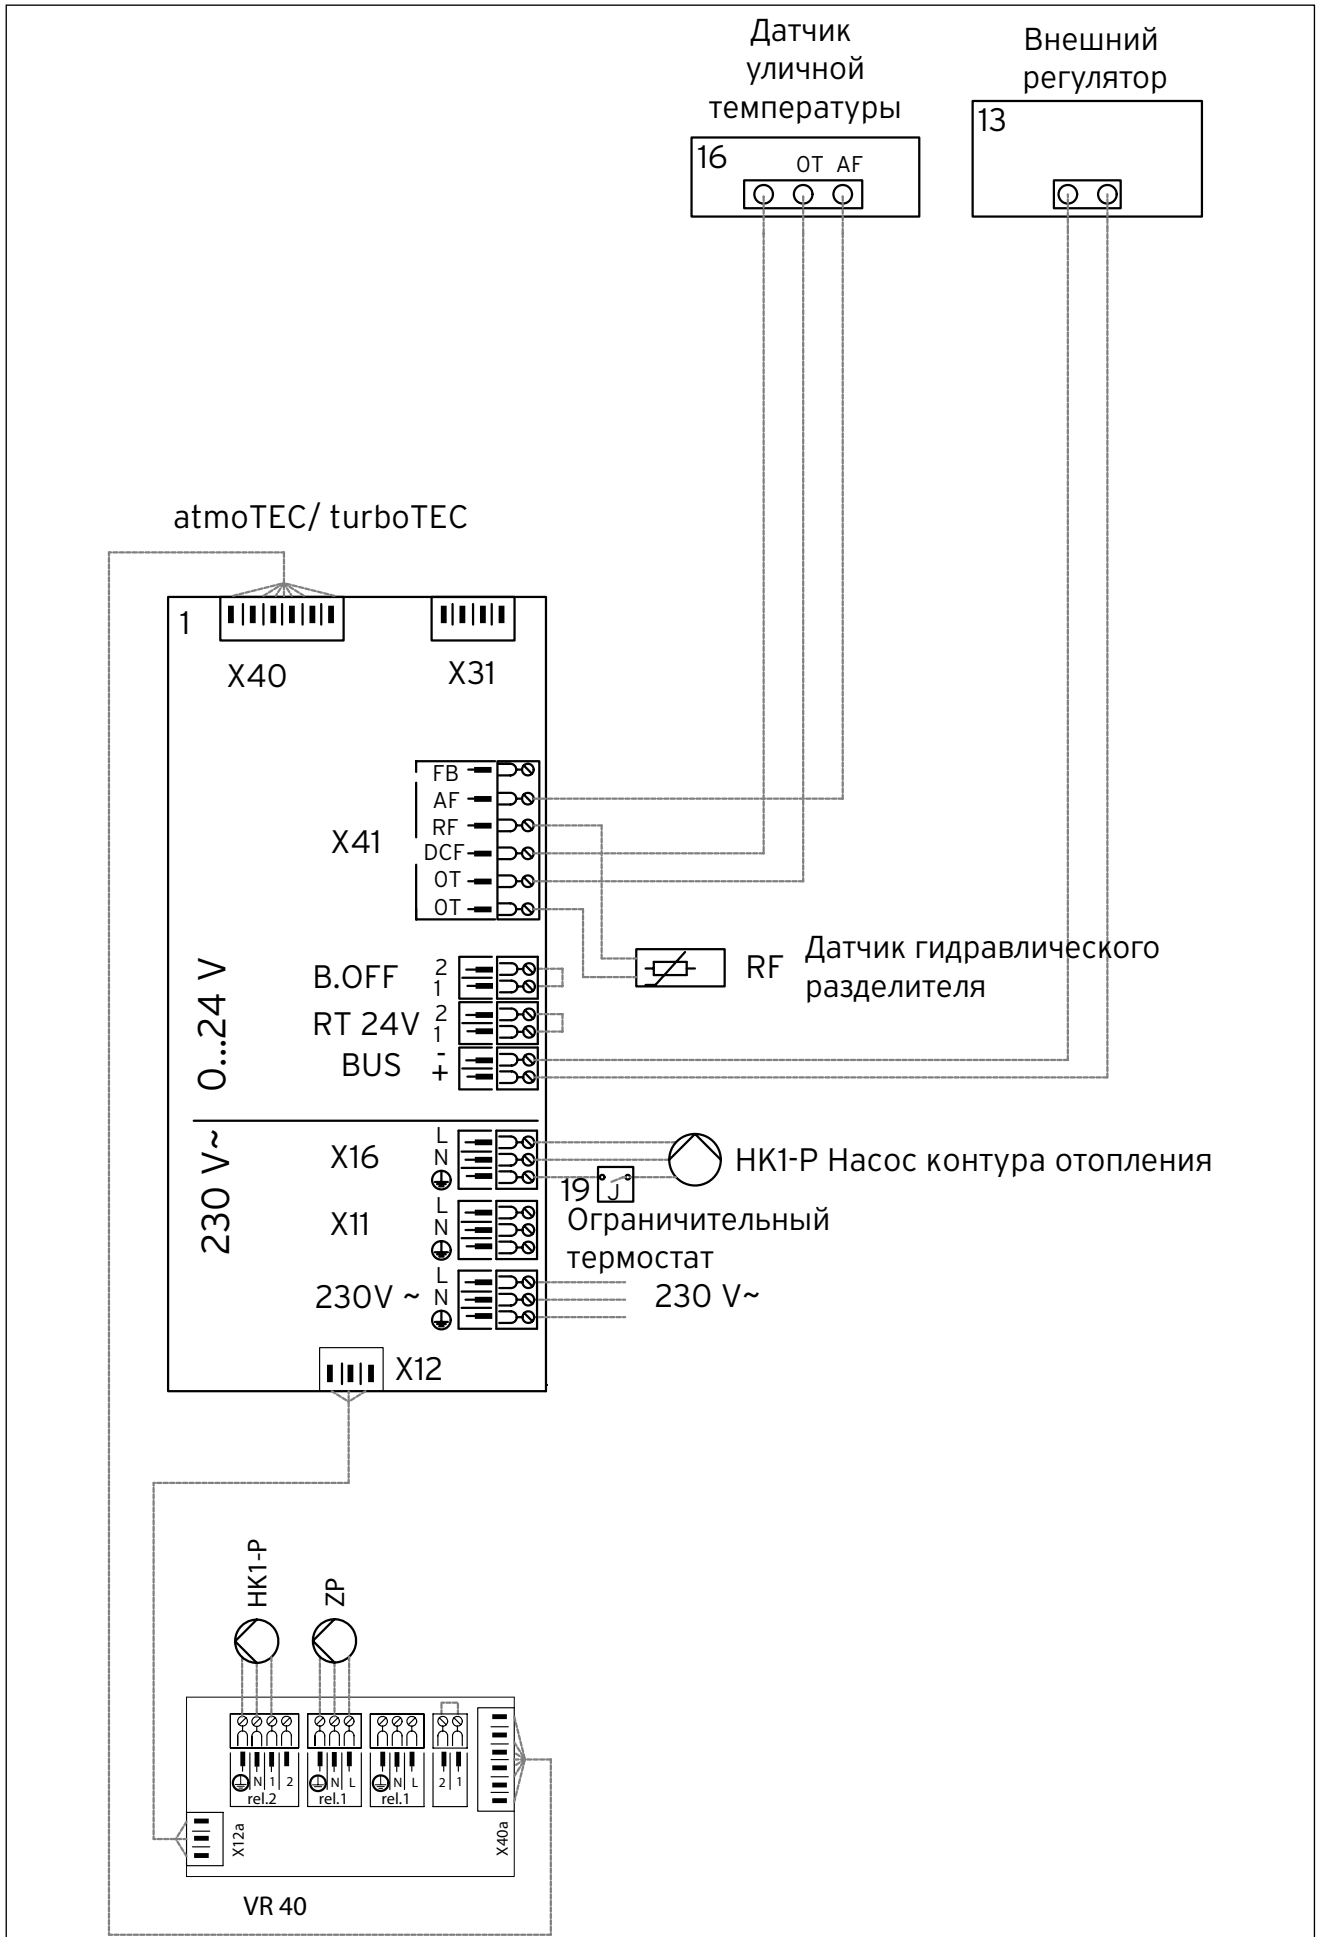 Датчик
уличной
температуры
Внешний
регулятор
16
OT AF
13
atmoTEC/ turboTEC
1
X40
X31
X41
FB
AF
RF
DCF
OT
OT
0...24 V
B.OFF
2
1
RT 24V
2
1
BUS
-
+
RF
Датчик гидравлического
разделителя
230 V~
X16
L
N
HK1-P Насос контура отопления
19
J
Ограничительный
термостат
X11
L
N
230V ~
L
N
230 V~
X12
HK1-P
ZP
N 1 2
rel.2
N L
rel.1
N L
rel.1
2 1
X12a
X40a
VR 40